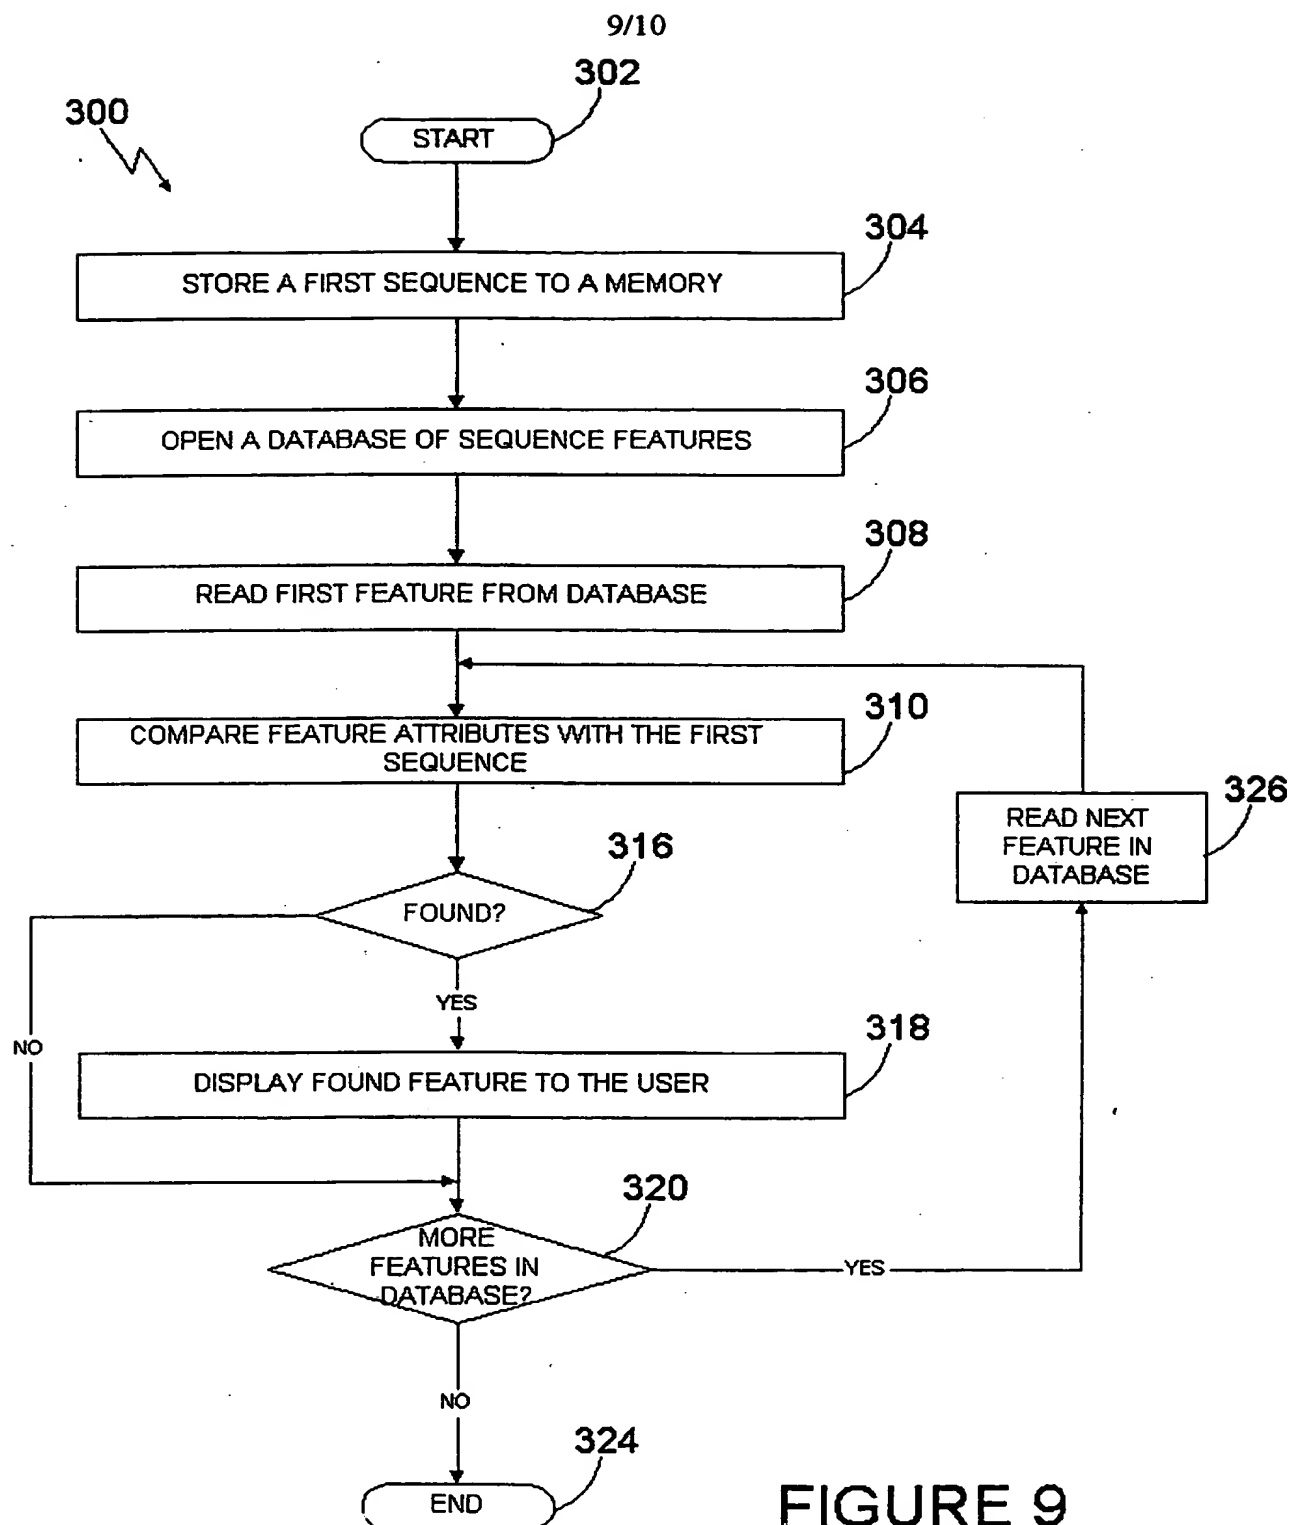 9/10
302
300
START
304
STORE A FIRST SEQUENCE TO A MEMORY
306
OPEN A DATABASE OF SEQUENCE FEATURES
308
READ FIRST FEATURE FROM DATABASE
310
COMPARE FEATURE ATTRIBUTES WITH THE FIRST
SEQUENCE
326
READ NEXT
FEATURE IN
DATABASE
316
FOUND?
YES
NO
318
DISPLAY FOUND FEATURE TO THE USER
320
MORE
FEATURES IN
DATABASE?
YES
NO
324
END
FIGURE 9